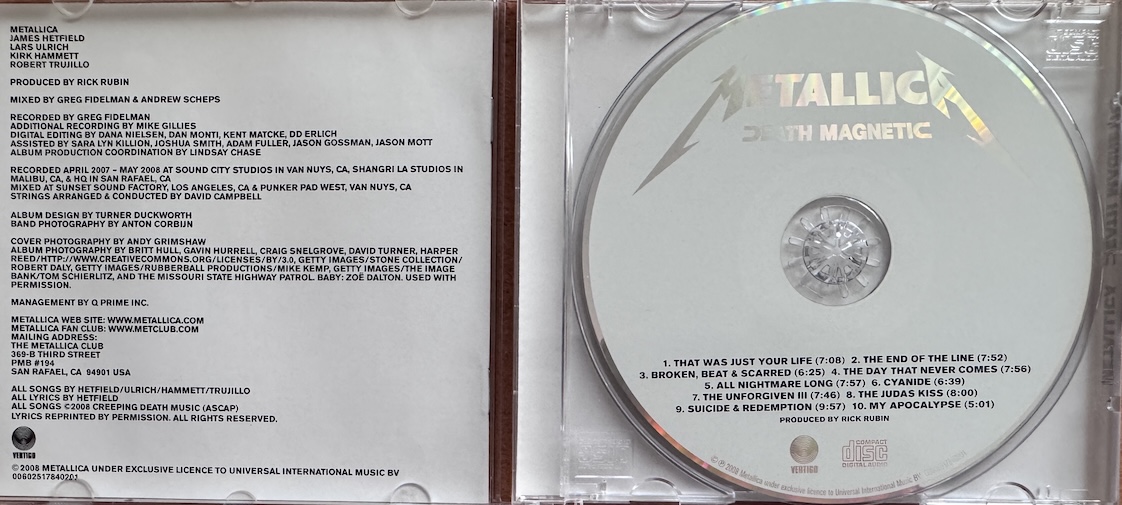 METALLICA
JAMES HETFIELD
LARS ULRICH
KIRK HAMMETT
ROBERT TRUJILLO
PRODUCED BY RICK RUBIN
MIXED BY GREG FIDELMAN & ANDREW SCHEPS
RECORDED BY GREG FIDELMAN
ADDITIONAL RECORDING BY MIKE GILLIES
DIGITAL EDITING BY DANA NIELSEN, DAN MONTI, KENT MATCKE, DD ERLICH
ASSISTED BY SARA LYN KILLION, JOSHUA SMITH, ADAM FULLER, JASON GOSSMAN, JASON MOTT
ALBUM PRODUCTION COORDINATION BY LINDSAY CHASE
RECORDED APRIL 2007 – MAY 2008 AT SOUND CITY STUDIOS IN VAN NUYS, CA, SHANGRI LA STUDIOS IN
MALIBU, CA, & HQ IN SAN RAFAEL, CA
MIXED AT SUNSET SOUND FACTORY, LOS ANGELES, CA & PUNKER PAD WEST, VAN NUYS, CA
STRINGS ARRANGED & CONDUCTED BY DAVID CAMPBELL
ALBUM DESIGN BY TURNER DUCKWORTH
BAND PHOTOGRAPHY BY ANTON CORBIJN
COVER PHOTOGRAPHY BY ANDY GRIMSHAW
ALBUM PHOTOGRAPHY BY BRITT HULL, GAVIN HURRELL, CRAIG SNELGROVE, DAVID TURNER, HARPER
REED/HTTP://WWW.CREATIVECOMMONS.ORG/LICENSES/BY/3.0, GETTY IMAGES/STONE COLLECTION/
ROBERT DALY, GETTY IMAGES/RUBBERBALL PRODUCTIONS/MIKE KEMP, GETTY IMAGES/THE IMAGE
BANK/TOM SCHIERLITZ, AND THE MISSOURI STATE HIGHWAY PATROL. BABY: ZOË DALTON. USED WITH
PERMISSION.
MANAGEMENT BY Q PRIME INC.
METALLICA WEB SITE: WWW.METALLICA.COM
METALLICA FAN CLUB: WWW.METCLUB.COM
MAILING ADDRESS:
THE METALLICA CLUB
369-B THIRD STREET
PMB #194
SAN RAFAEL, CA 94901 USA
ALL SONGS BY HETFIELD/ULRICH/HAMMETT/TRUJILLO
ALL LYRICS BY HETFIELD
ALL SONGS ©2008 CREEPING DEATH MUSIC (ASCAP)
LYRICS REPRINTED BY PERMISSION. ALL RIGHTS RESERVED.
VERTIGO
© 2008 METALLICA UNDER EXCLUSIVE LICENCE TO UNIVERSAL INTERNATIONAL MUSIC BV
00602517840201
METALLICA
DEATH MAGNETIC
1. THAT WAS JUST YOUR LIFE (7:08) 2. THE END OF THE LINE (7:52)
3. BROKEN, BEAT & SCARRED (6:25) 4. THE DAY THAT NEVER COMES (7:56)
5. ALL NIGHTMARE LONG (7:57) 6. CYANIDE (6:39)
7. THE UNFORGIVEN III (7:46) 8. THE JUDAS KISS (8:00)
9. SUICIDE & REDEMPTION (9:57) 10. MY APOCALYPSE (5:01)
PRODUCED BY RICK RUBIN
VERTIGO
COMPACT
disc
DIGITAL AUDIO
© ℗ 2008 Metallica under exclusive licence to Universal International Music BV
METALLICA DEATH MAGNETIC